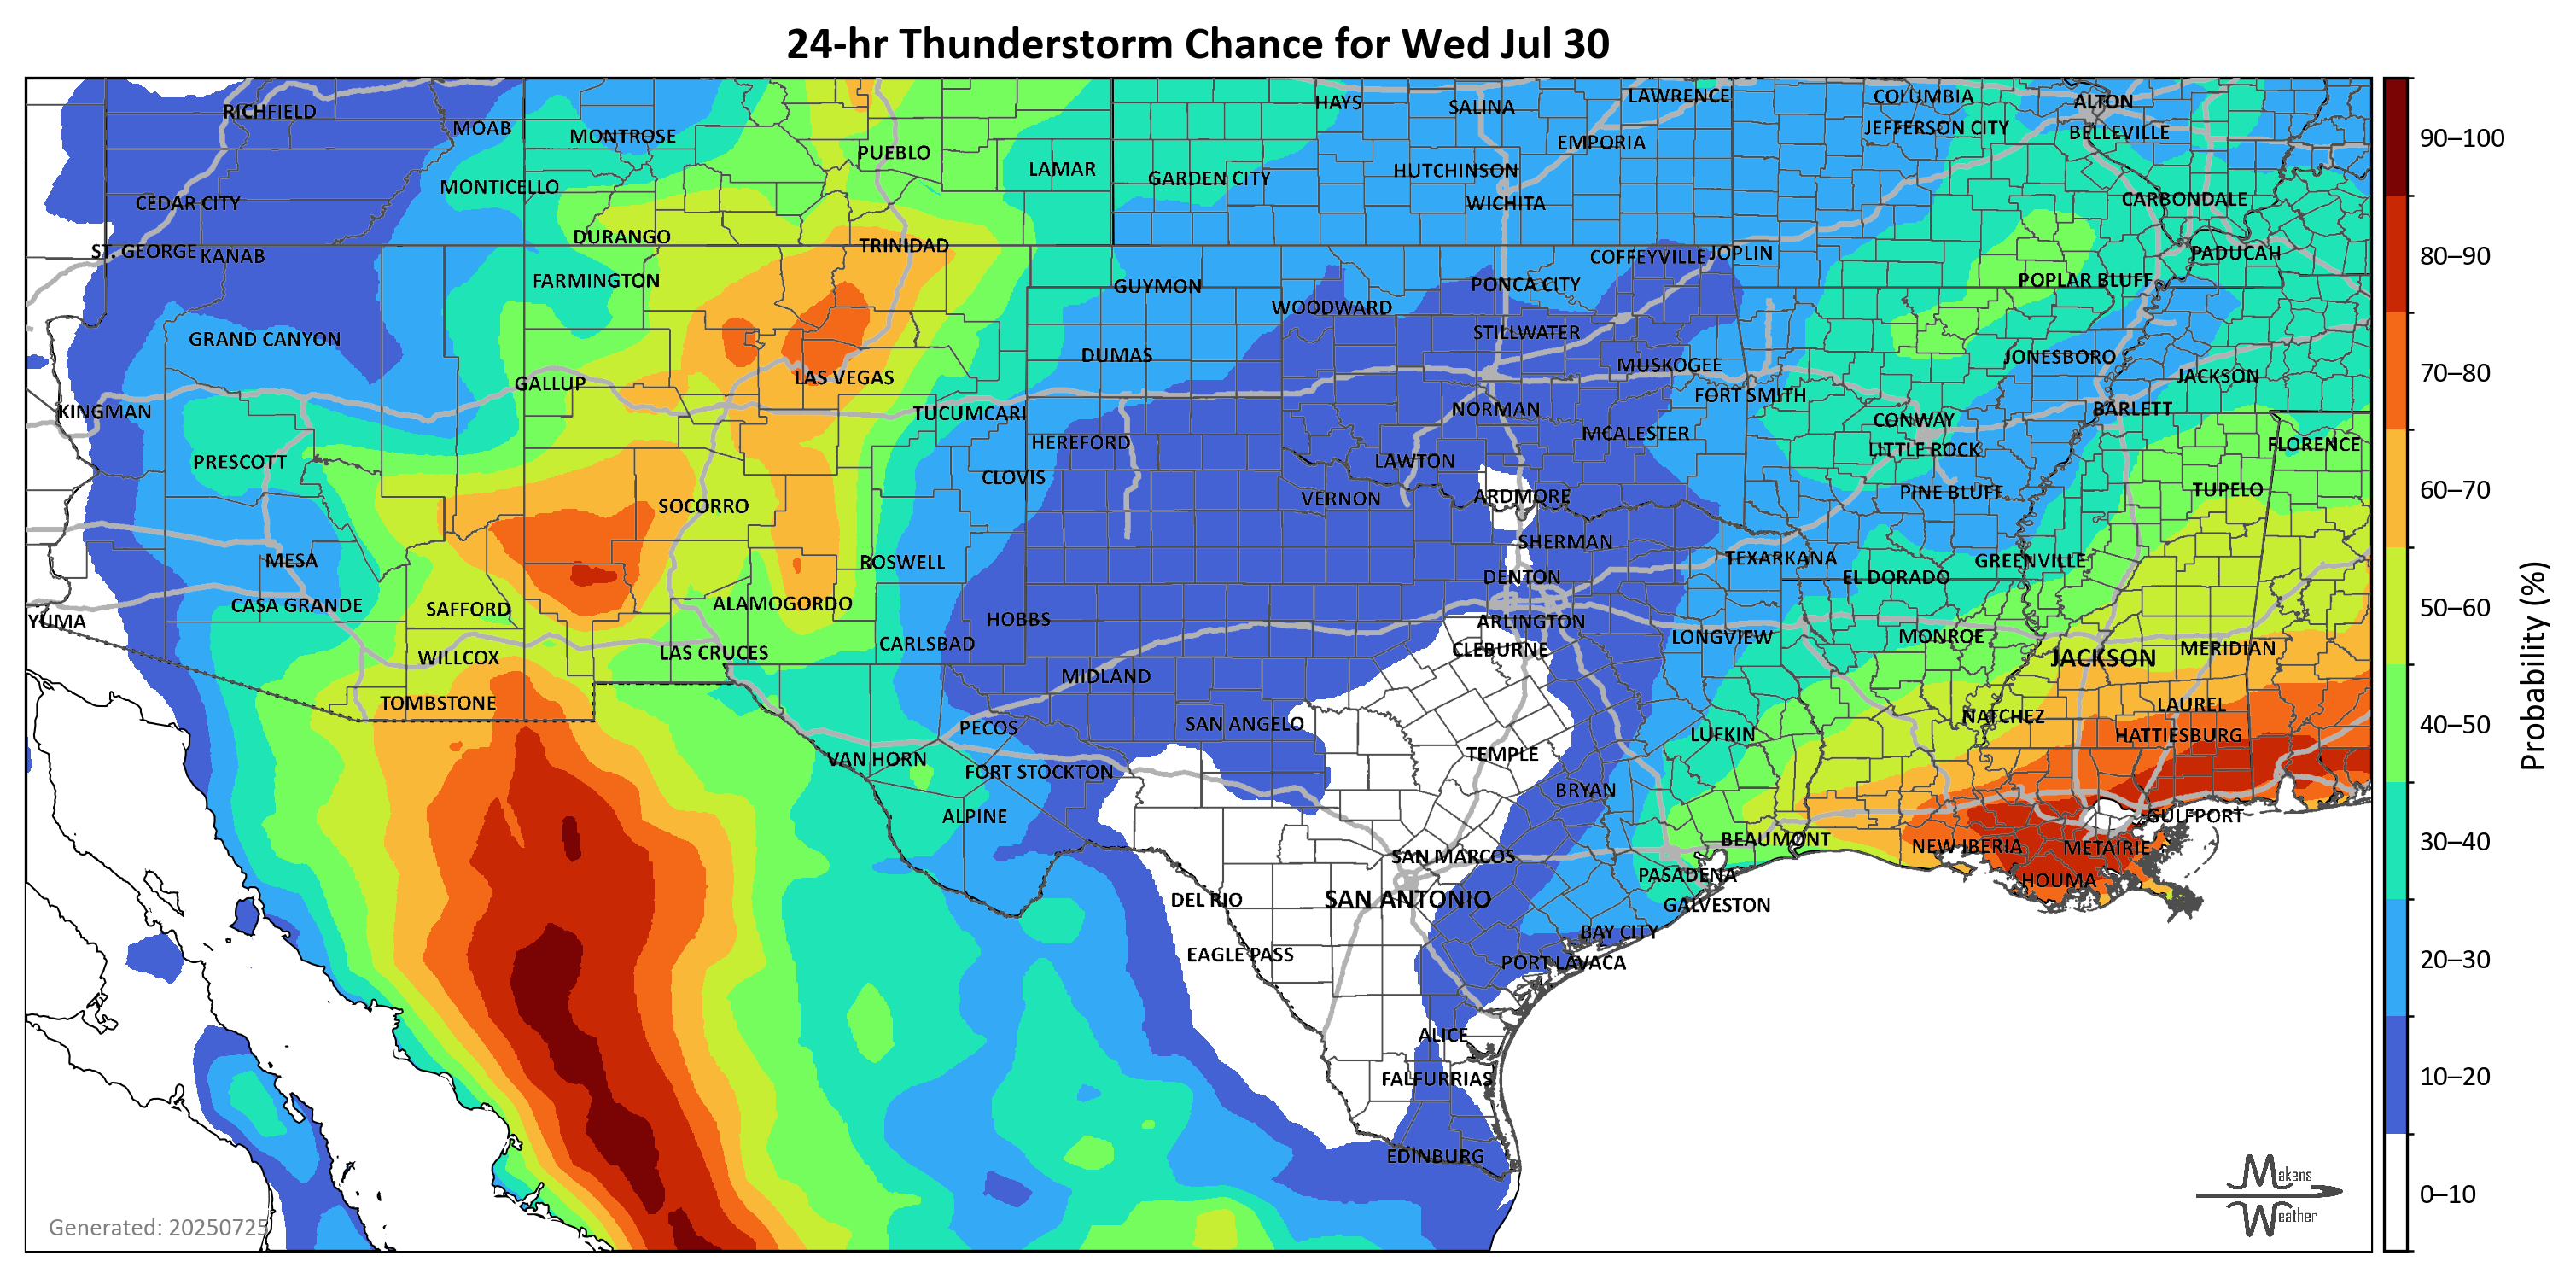 24-hr Thunderstorm Chance for Wed Jul 30
RICHFIELD
MOAB
MONTROSE
PUEBLO
LAMAR
HAYS
SALINA
LAWRENCE
COLUMBIA
ALTON
JEFFERSON CITY
BELLEVILLE
EMPORIA
HUTCHINSON
GARDEN CITY
MONTICELLO
CEDAR CITY
WICHITA
CARBONDALE
DURANGO
TRINIDAD
ST. GEORGE
KANAB
COFFEYVILLE
JOPLIN
PADUCAH
FARMINGTON
GUYMON
PONCA CITY
POPLAR BLUFF
WOODWARD
GRAND CANYON
STILLWATER
DUMAS
MUSKOGEE
JONESBORO
GALLUP
LAS VEGAS
JACKSON
FORT SMITH
KINGMAN
TUCUMCARI
NORMAN
BARLETT
CONWAY
HEREFORD
MCALESTER
LITTLE ROCK
FLORENCE
PRESCOTT
CLOVIS
LAWTON
PINE BLUFF
TUPELO
SOCORRO
VERNON
ARDMORE
SHERMAN
MESA
ROSWELL
TEXARKANA
GREENVILLE
DENTON
EL DORADO
CASA GRANDE
SAFFORD
ALAMOGORDO
YUMA
HOBBS
ARLINGTON
LONGVIEW
MONROE
CARLSBAD
WILLCOX
LAS CRUCES
CLEBURNE
JACKSON
MERIDIAN
MIDLAND
TOMBSTONE
LAUREL
PECOS
SAN ANGELO
NATCHEZ
LUFKIN
HATTIESBURG
TEMPLE
VAN HORN
FORT STOCKTON
BRYAN
ALPINE
GULFPORT
BEAUMONT
NEW IBERIA
METAIRIE
SAN MARCOS
PASADENA
HOUMA
DEL RIO
SAN ANTONIO
GALVESTON
BAY CITY
EAGLE PASS
PORT LAVACA
ALICE
FALFURRIAS
EDINBURG
Generated: 20250725
Makens
Weather
90–100
80–90
70–80
60–70
50–60
40–50
30–40
20–30
10–20
0–10
Probability (%)